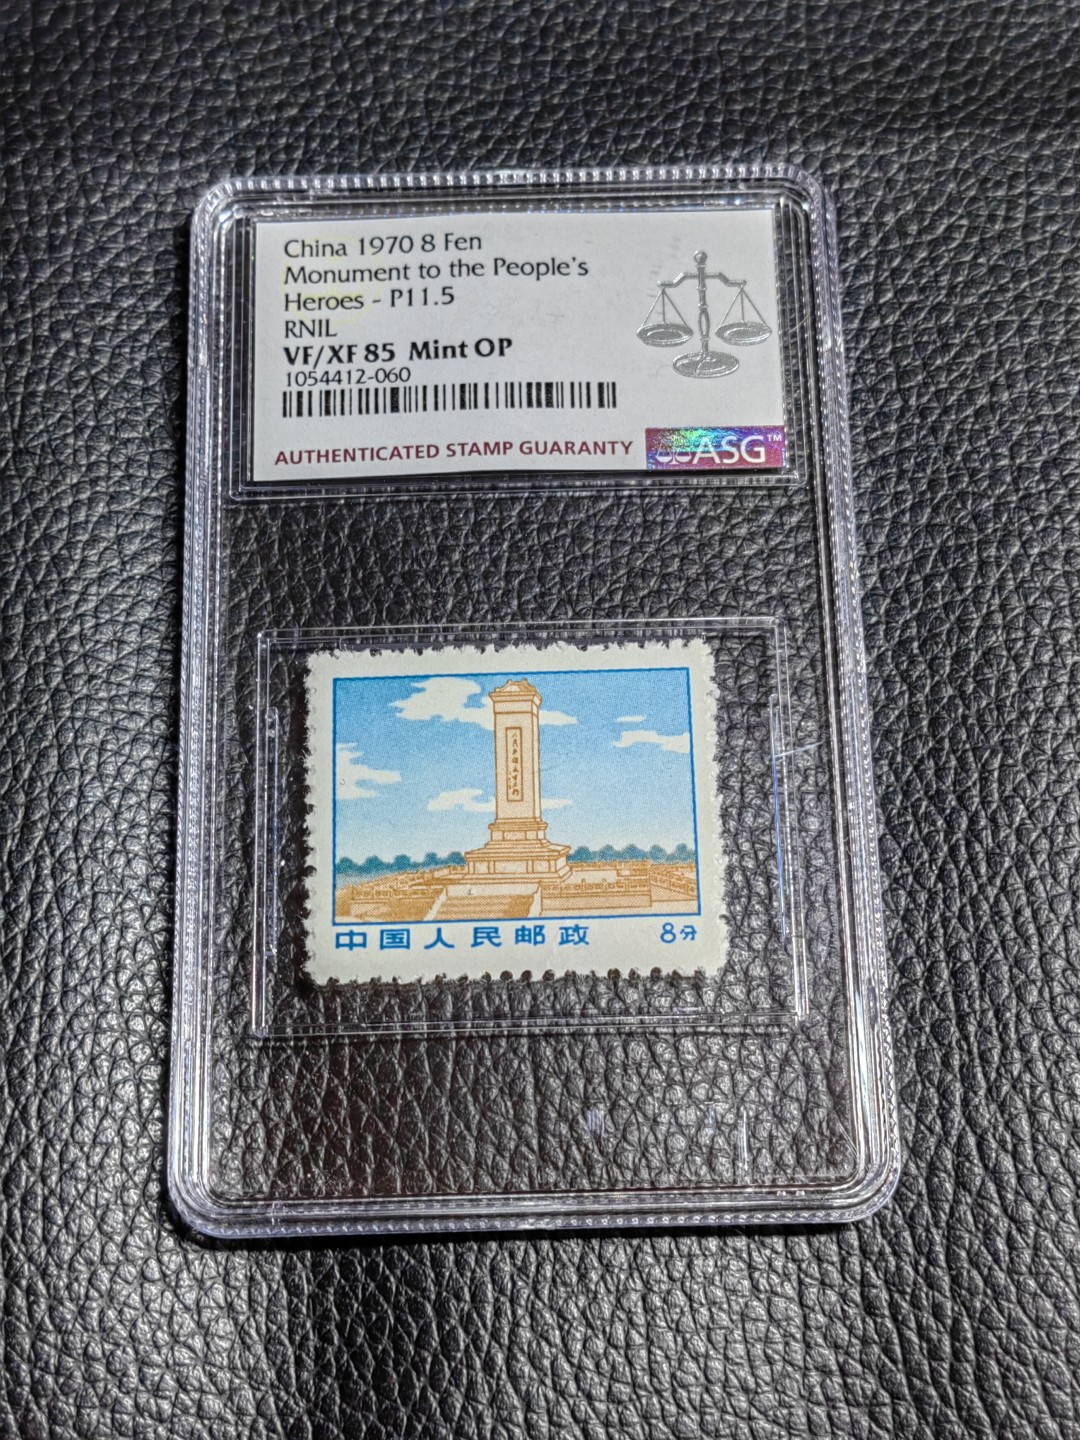 China 1970 8 Fen
Monument to the People's
Heroes - P11.5
RNIL
VF/XF 85 Mint OP
1054412-060
AUTHENTICATED STAMP GUARANTY
ASG™
中国人民邮政 8分